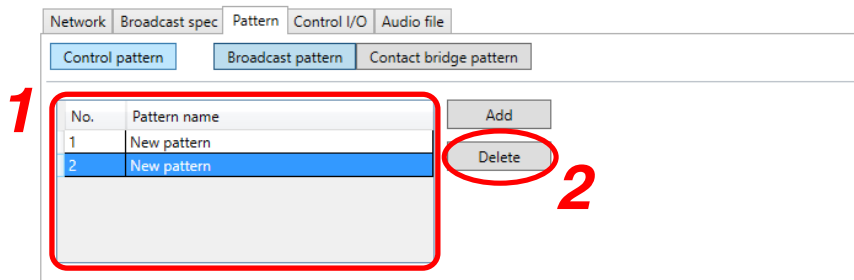 Network Broadcast spec Pattern Control I/O Audio file
Control pattern Broadcast pattern Contact bridge pattern
1
No. Pattern name Add
1 New pattern
2 New pattern Delete
2